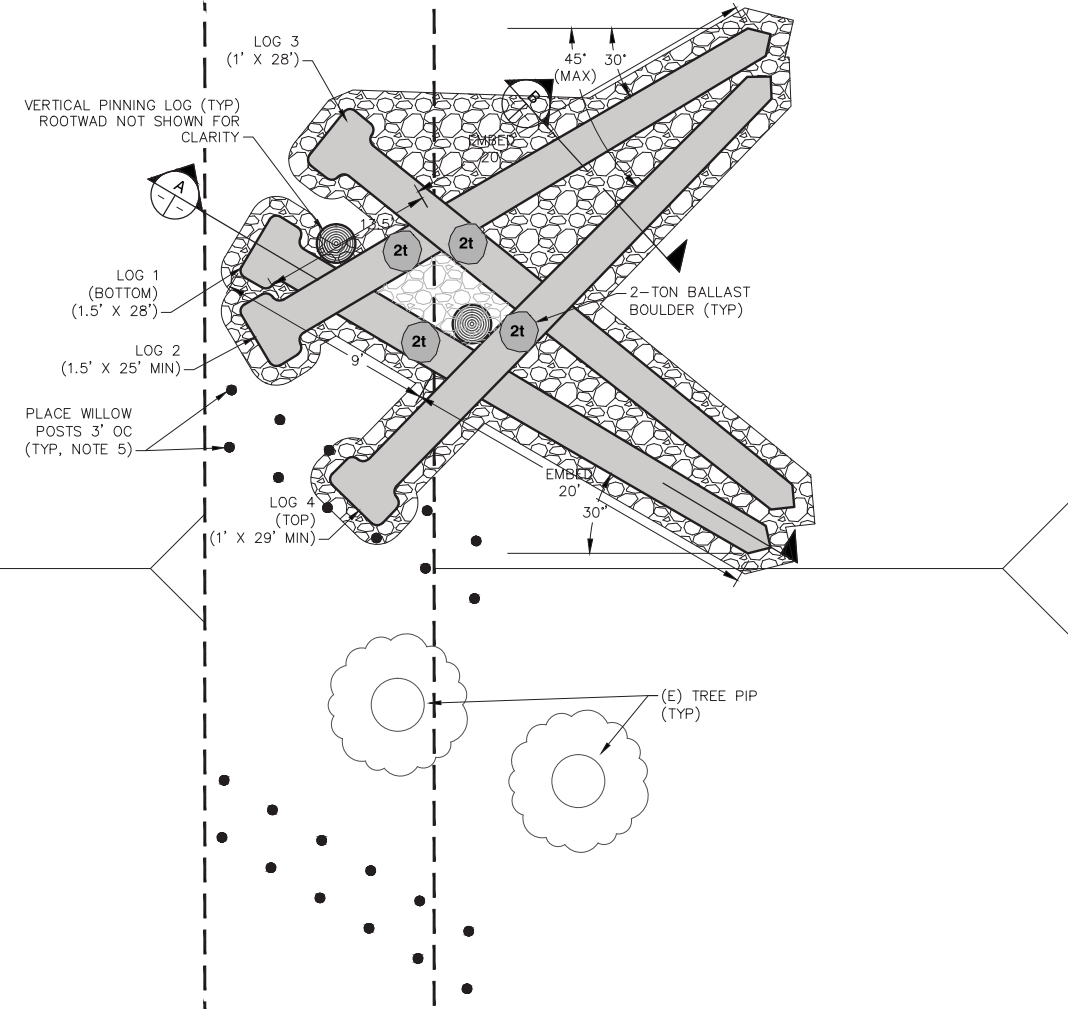 LOG 3
(1' X 28')
VERTICAL PINNING LOG (TYP)
ROOTWAD NOT SHOWN FOR
CLARITY
45°
(MAX)
30°
B
EMBED
20'
A
2t
2t
LOG 1
(BOTTOM)
(1.5' X 28')
2-TON BALLAST
BOULDER (TYP)
2t
2t
LOG 2
(1.5' X 25' MIN)
9'
PLACE WILLOW
POSTS 3' OC
(TYP, NOTE 5)
EMBED
20'
30°
LOG 4
(TOP)
(1' X 29' MIN)
(E) TREE PIP
(TYP)